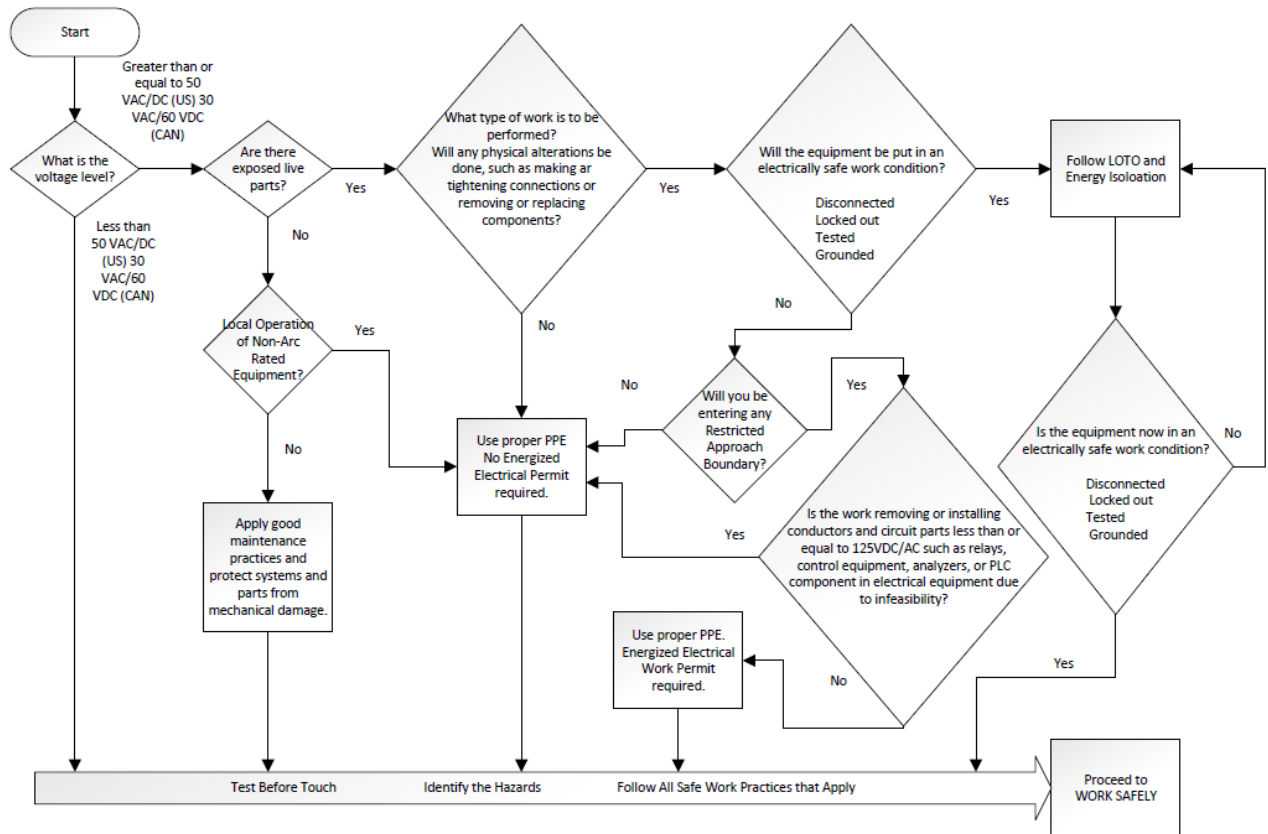 Start
Greater than or
equal to 50
VAC/DC (US) 30
VAC/60 VDC
(CAN)
What is the
voltage level?
Less than
50 VAC/DC
(US) 30
VAC/60
VDC (CAN)
Are there
exposed live
parts?
Yes
No
What type of work is to be
performed?
Will any physical alterations be
done, such as making ar
tightening connections or
removing or replacing
components?
Yes
No
Will the equipment be put in an
electrically safe work condition?
Disconnected
Locked out
Tested
Grounded
Yes
No
Follow LOTO and
Energy Isoloation
Local Operation
of Non-Arc
Rated
Equipment?
Yes
No
Will you be
entering any
Restricted
Approach
Boundary?
No
Yes
Is the equipment now in an
electrically safe work condition?
Disconnected
Locked out
Tested
Grounded
No
Yes
Use proper PPE
No Energized
Electrical Permit
required.
Is the work removing or installing
conductors and circuit parts less than or
equal to 125VDC/AC such as relays,
control equipment, analyzers, or PLC
component in electrical equipment due
to infeasibility?
Yes
No
Apply good
maintenance
practices and
protect systems and
parts from
mechanical damage.
Use proper PPE.
Energized Electrical
Work Permit
required.
Test Before Touch
Identify the Hazards
Follow All Safe Work Practices that Apply
Proceed to
WORK SAFELY